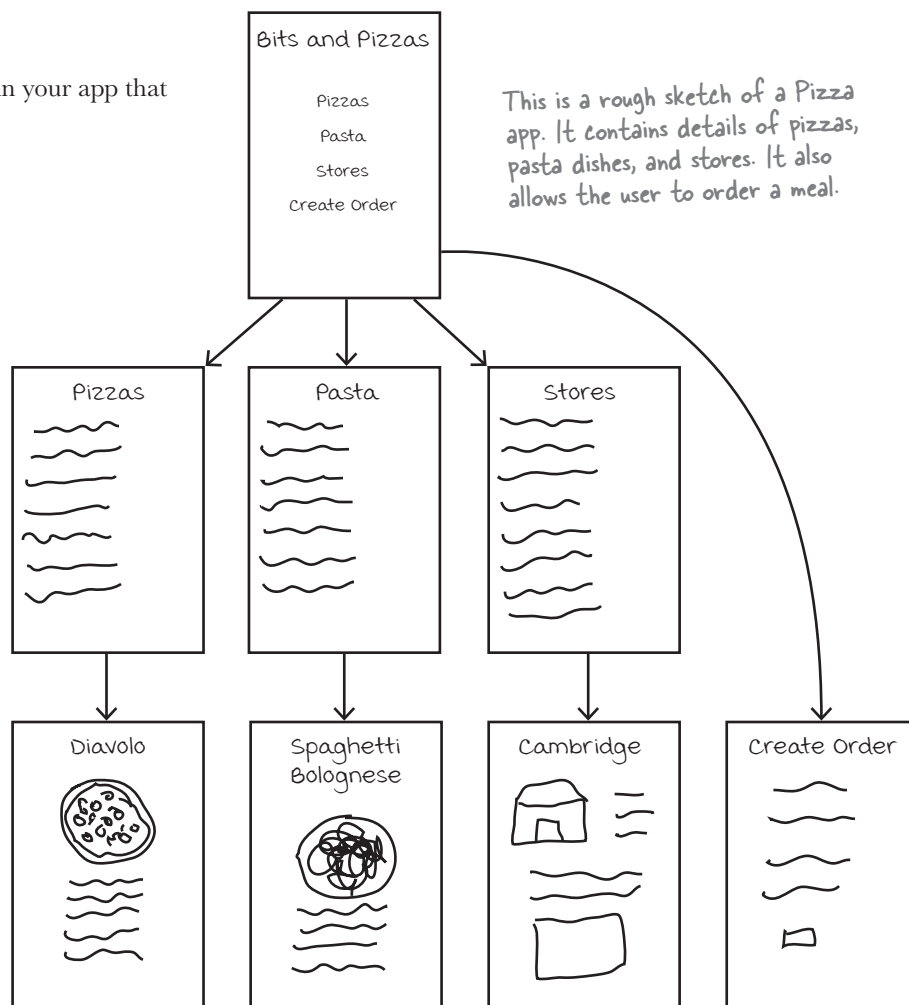 Bits and Pizzas
Pizzas
Pasta
Stores
Create Order
in your app that
This is a rough sketch of a Pizza
app. It contains details of pizzas,
pasta dishes, and stores. It also
allows the user to order a meal.
Pizzas
Pasta
Stores
Diavolo
Spaghetti
Bolognese
Cambridge
Create Order